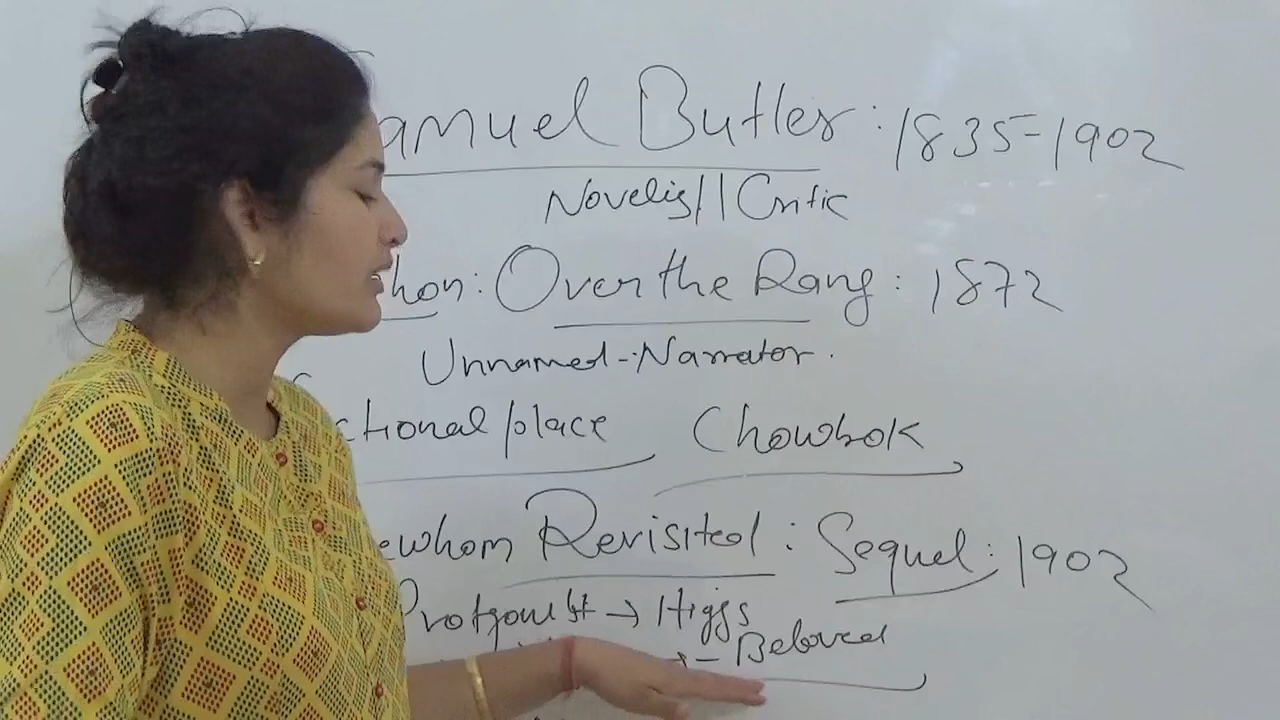 amuel Butler: 1835-1902
Novelist/Critic
hon: Over the Rang: 1872
Unnamed-Narrator.
ctional place Chowbok
ewhom Revisited: Sequel: 1902
Protgonist → Higgs
→ - Beloved